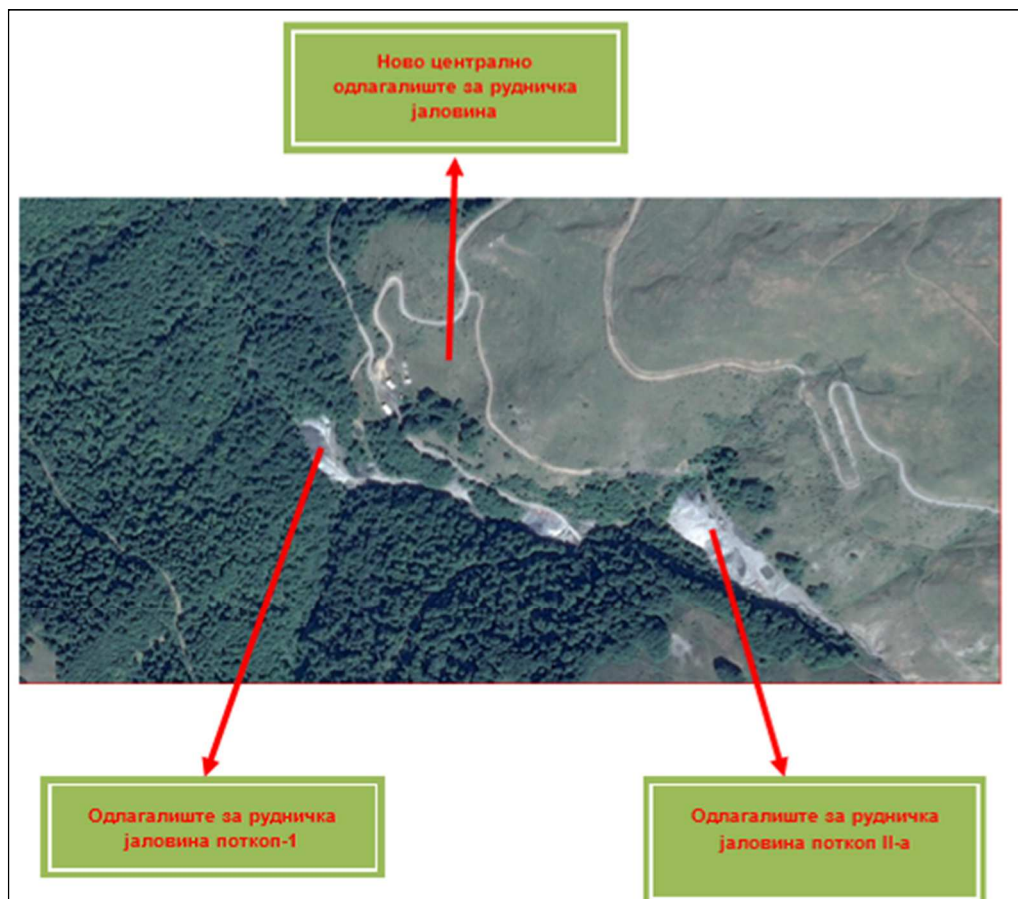 Ново централно
одлагалиште за рудничка
јаловина
Одлагалиште за рудничка
јаловина поткоп-1
Одлагалиште за рудничка
јаловина поткоп II-а